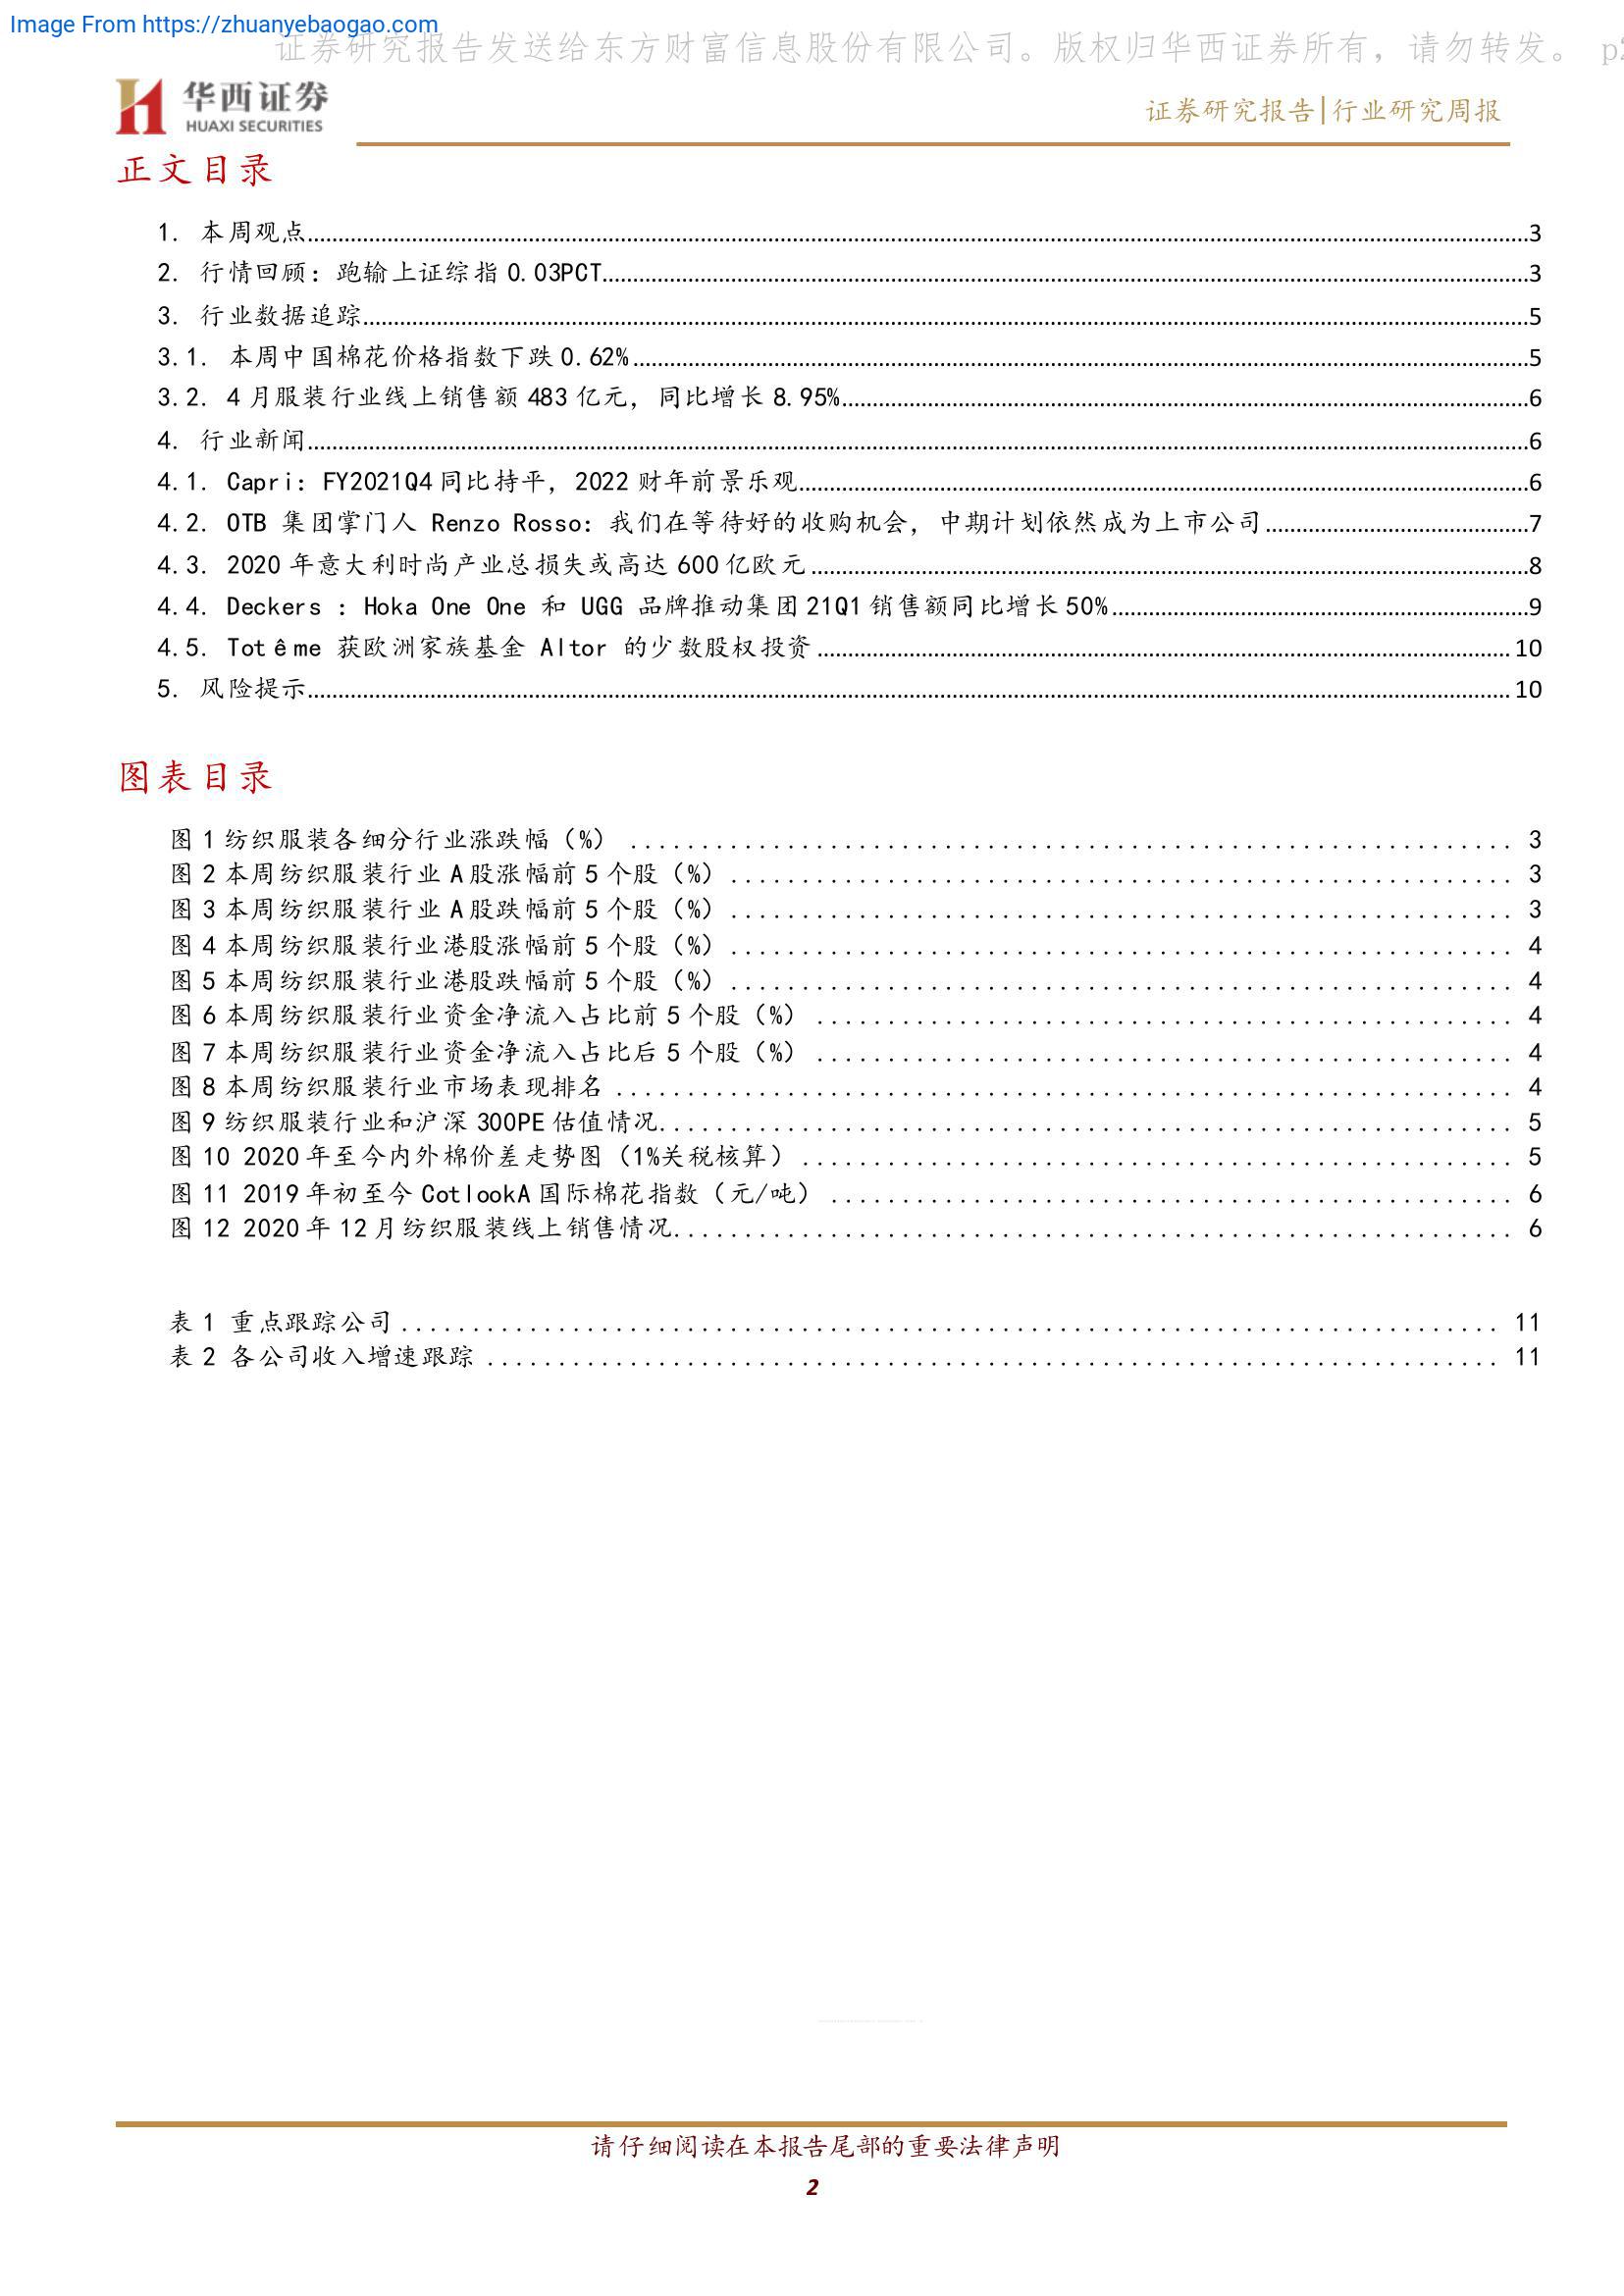 Image From https://zhuanyebaogao.com
证券研究报告发送给东方财富信息股份有限公司。版权归华西证券所有，请勿转发。 p2
华西证券
HUAXI SECURITIES
证券研究报告|行业研究周报
正文目录
1. 本周观点........................3
2. 行情回顾：跑输上证综指 0.03PCT........................3
3. 行业数据追踪........................5
3.1. 本周中国棉花价格指数下跌 0.62%........................5
3.2. 4 月服装行业线上销售额 483 亿元，同比增长 8.95%........................6
4. 行业新闻........................6
4.1. Capri：FY2021Q4 同比持平，2022 财年前景乐观........................6
4.2. OTB 集团掌门人 Renzo Rosso：我们在等待好的收购机会，中期计划依然成为上市公司........................7
4.3. 2020 年意大利时尚产业总损失或高达 600 亿欧元........................8
4.4. Deckers ：Hoka One One 和 UGG 品牌推动集团 21Q1 销售额同比增长 50%........................9
4.5. Totême 获欧洲家族基金 Altor 的少数股权投资........................10
5. 风险提示........................10
图表目录
图 1 纺织服装各细分行业涨跌幅（%） ........................ 3
图 2 本周纺织服装行业 A 股涨幅前 5 个股（%） ........................ 3
图 3 本周纺织服装行业 A 股跌幅前 5 个股（%） ........................ 3
图 4 本周纺织服装行业港股涨幅前 5 个股（%） ........................ 4
图 5 本周纺织服装行业港股跌幅前 5 个股（%） ........................ 4
图 6 本周纺织服装行业资金净流入占比前 5 个股（%） ........................ 4
图 7 本周纺织服装行业资金净流入占比后 5 个股（%） ........................ 4
图 8 本周纺织服装行业市场表现排名 ........................ 4
图 9 纺织服装行业和沪深 300PE 估值情况........................ 5
图 10 2020 年至今内外棉价差走势图（1%关税核算） ........................ 5
图 11 2019 年初至今 CotlookA 国际棉花指数（元/吨） ........................ 6
图 12 2020 年 12 月纺织服装线上销售情况........................ 6
表 1 重点跟踪公司 ........................ 11
表 2 各公司收入增速跟踪 ........................ 11
请仔细阅读在本报告尾部的重要法律声明
2